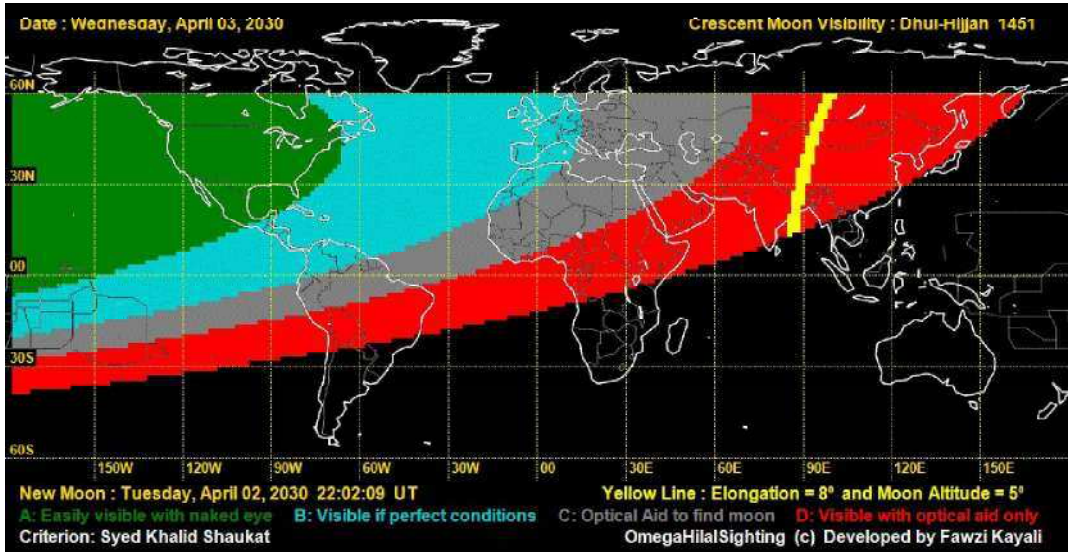 Date : Wednesday, April 03, 2030 Crescent Moon Visibility : Dhul-Hijjah 1451
60N
30N
00
30S
60S
150W 120W 90W 60W 30W 00 30E 60E 90E 120E 150E
New Moon : Tuesday, April 02, 2030 22:02:09 UT Yellow Line : Elongation = 8° and Moon Altitude = 5°
A: Easily visible with naked eye B: Visible if perfect conditions C: Optical Aid to find moon D: Visible with optical aid only
Criterion: Syed Khalid Shaukat OmegaHilalSighting (c) Developed by Fawzi Kayali